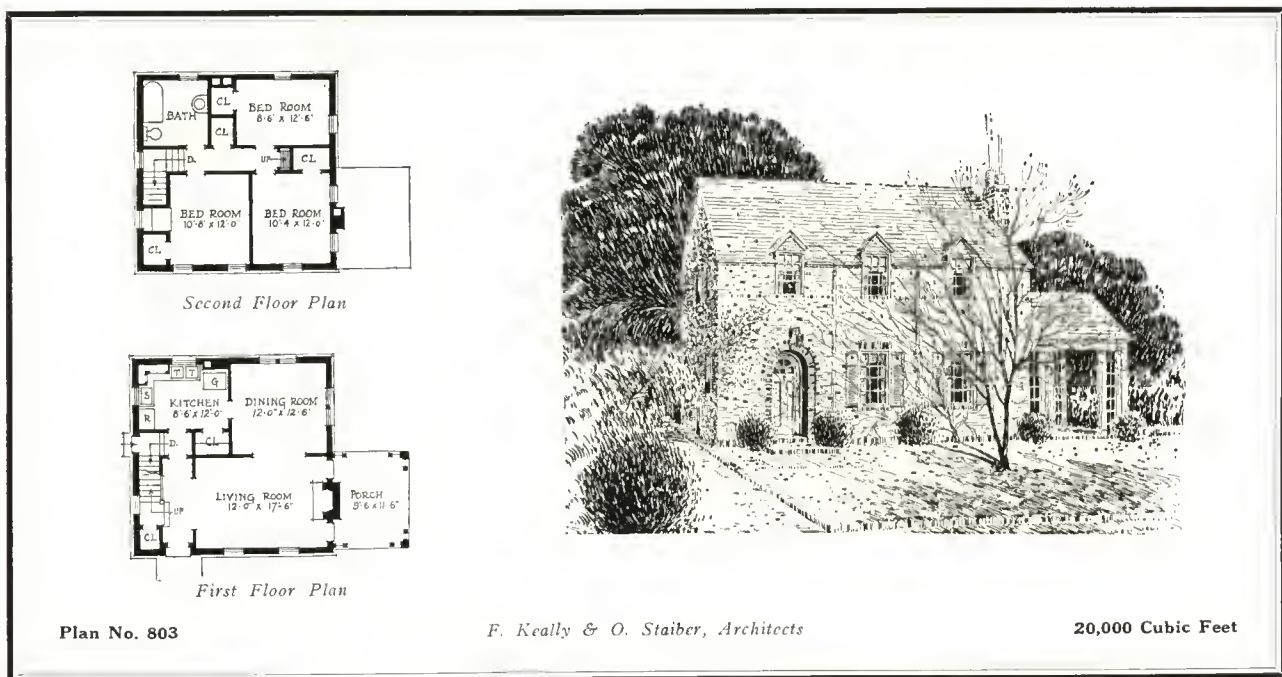 BATH
CL
BED ROOM
8'-6" X 12'-6"
CL
D.
UP
CL
BED ROOM
10'-8" X 12'-0"
BED ROOM
10'-4 X 12'-0"
CL
Second Floor Plan
T T
G
S
KITCHEN
8'-6" X 12'-0"
DINING ROOM
12'-0" X 12'-6"
R
D.
CL
LIVING ROOM
12'-0" X 17'-6"
PORCH
9'-6 X 11'-6"
UP
CL
First Floor Plan
Plan No. 803
F. Keally & O. Staiber, Architects
20,000 Cubic Feet